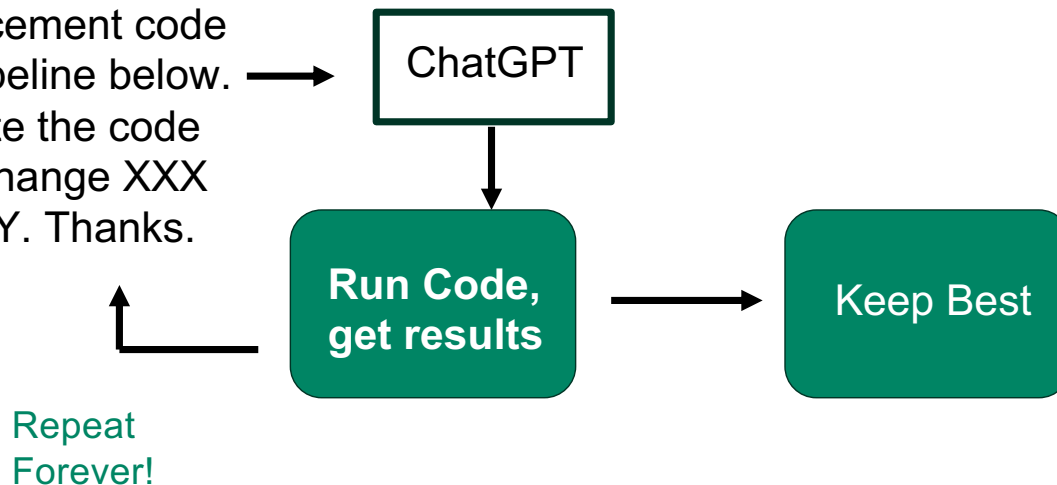 cement code
peline below.
te the code
hange XXX
Y. Thanks.
ChatGPT
Run Code,
get results
Keep Best
Repeat
Forever!